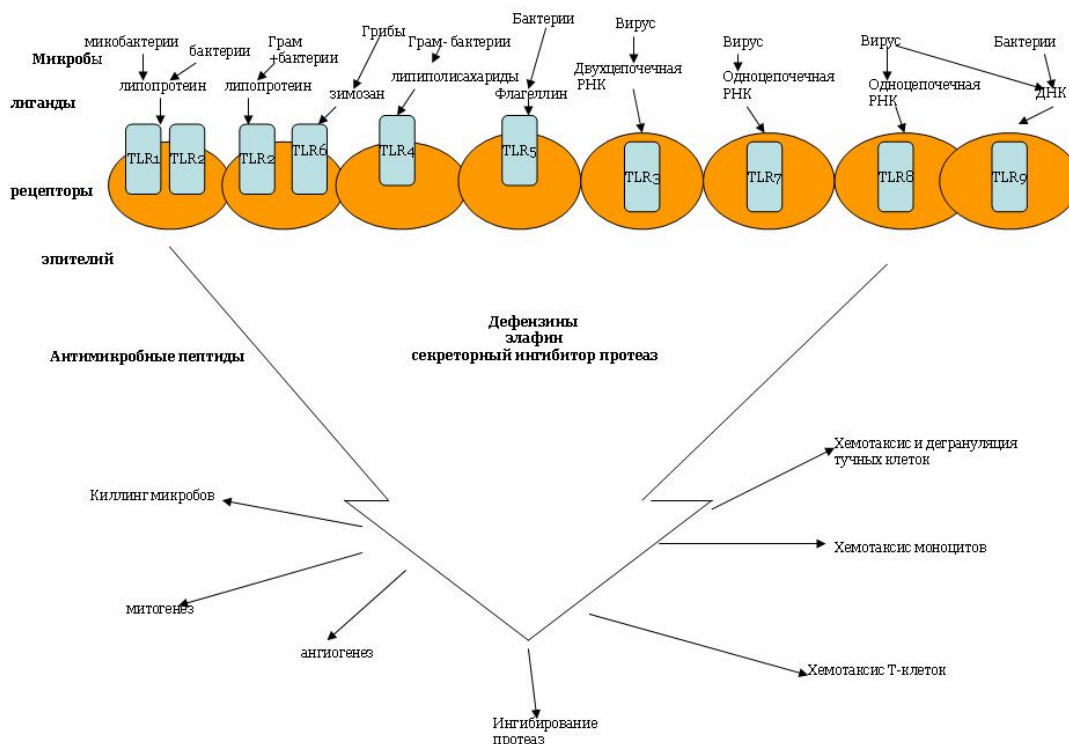 Микробы
микобактерии
бактерии
Грам
+бактерии
Грибы
Грам- бактерии
Бактерии
Вирус
Вирус
Вирус
Бактерии
лиганды
липопротеин
липопротеин
зимозан
липиполисахариды
Флагеллин
Двухцепочечная
РНК
Одноцепочечная
РНК
Одноцепочечная
РНК
ДНК
рецепторы
TLR1
TLR2
TLR2
TLR6
TLR4
TLR5
TLR3
TLR7
TLR8
TLR9
эпителий
Антимикробные пептиды
Дефензины
элафин
секреторный ингибитор протеаз
Киллинг микробов
митогенез
ангиогенез
Ингибирование
протеаз
Хемотаксис и дегрануляция
тучных клеток
Хемотаксис моноцитов
Хемотаксис Т-клеток